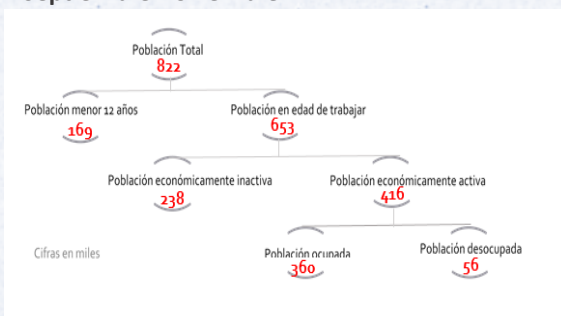 Población Total
822
Población menor 12 años
169
Población en edad de trabajar
653
Población económicamente inactiva
238
Población económicamente activa
416
Cifras en miles
Población ocupada
360
Población desocupada
56